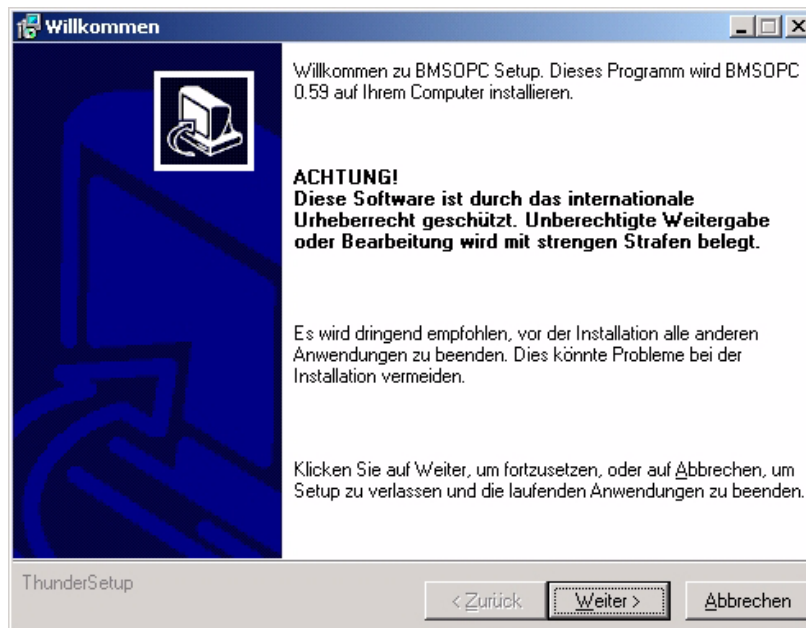 Willkommen
Willkommen zu BMSOPC Setup. Dieses Programm wird BMSOPC
0.59 auf Ihrem Computer installieren.
ACHTUNG!
Diese Software ist durch das internationale
Urheberrecht geschützt. Unberechtigte Weitergabe
oder Bearbeitung wird mit strengen Strafen belegt.
Es wird dringend empfohlen, vor der Installation alle anderen
Anwendungen zu beenden. Dies könnte Probleme bei der
Installation vermeiden.
Klicken Sie auf Weiter, um fortzusetzen, oder auf Abbrechen, um
Setup zu verlassen und die laufenden Anwendungen zu beenden.
ThunderSetup
< Zurück
Weiter >
Abbrechen